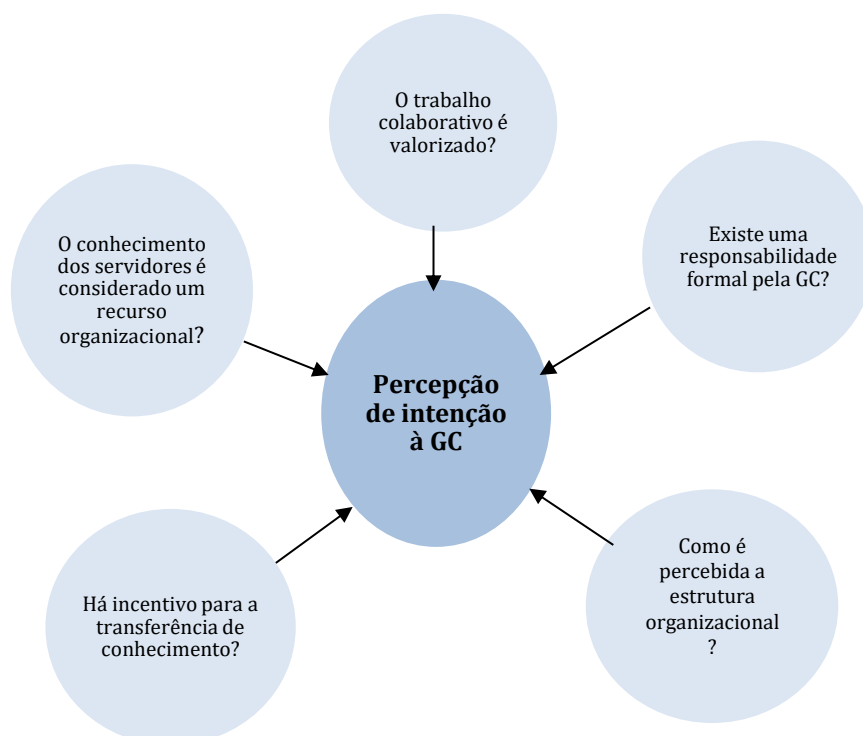 O trabalho
colaborativo é
valorizado?
Existe uma
responsabilidade
formal pela GC?
O conhecimento
dos servidores é
considerado um
recurso
organizacional?
Percepção
de intenção
à GC
Como é
percebida a
estrutura
organizacional
?
Há incentivo para a
transferência de
conhecimento?